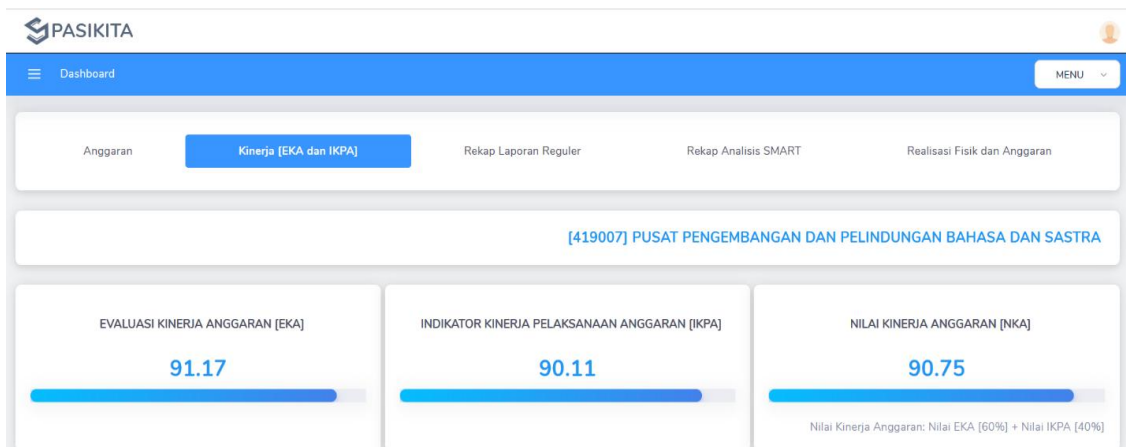 SPASIKITA
Dashboard
MENU
Anggaran
Kinerja [EKA dan IKPA]
Rekap Laporan Reguler
Rekap Analisis SMART
Realisasi Fisik dan Anggaran
[419007] PUSAT PENGEMBANGAN DAN PELINDUNGAN BAHASA DAN SASTRA
EVALUASI KINERJA ANGGARAN [EKA]
91.17
INDIKATOR KINERJA PELAKSANAAN ANGGARAN [IKPA]
90.11
NILAI KINERJA ANGGARAN [NKA]
90.75
Nilai Kinerja Anggaran: Nilai EKA [60%] + Nilai IKPA [40%]